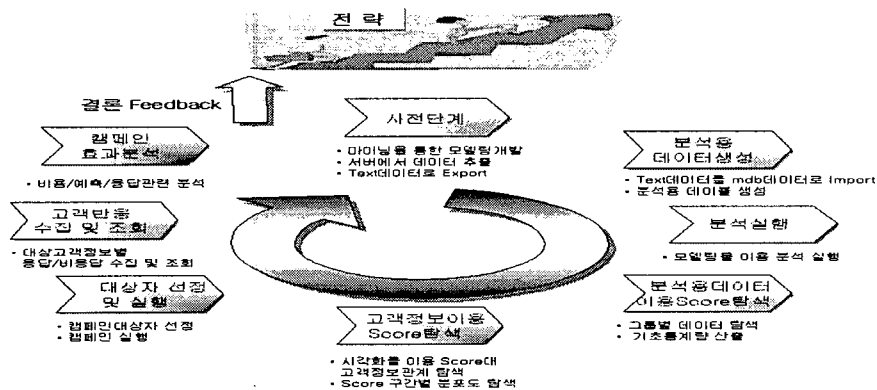 전 략
결론 Feedback
사전단계
• 마이닝을 통한 모델링개발
• 서버에서 데이터 추출
• Text데이터로 Export
분석용
데이터생성
• Text데이터를 mdb데이터로 Import
• 분석용 테이블 생성
분석실행
• 모델링을 이용 분석 실행
분석용데이터
이용Score탐색
• 그룹별 데이터 탐색
• 기초통계량 산출
고객정보이용
Score탐색
• 시각화를 이용 Score대
고객정보관계 탐색
• Score 구간별 분포도 탐색
대상자 선정
및 실행
• 캠페인대상자 선정
• 캠페인 실행
고객반응
수집 및 조회
• 대상고객정보별
응답/비응답 수집 및 조회
캠페인
효과분석
• 비용/예측/응답관련 분석